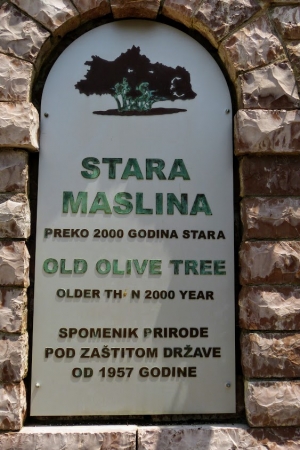 STARA
MASLINA
PREKO 2000 GODINA STARA
OLD OLIVE TREE
OLDER TH N 2000 YEAR
SPOMENIK PRIRODE
POD ZAŠTITOM DRŽAVE
OD 1957 GODINE